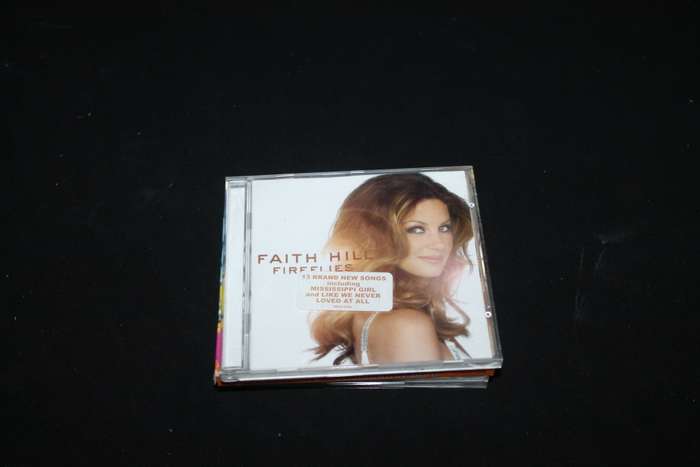 FAITH HILL
FIREFLIES
13 BRAND NEW SONGS
including
MISSISSIPPI GIRL
and LIKE WE NEVER
LOVED AT ALL